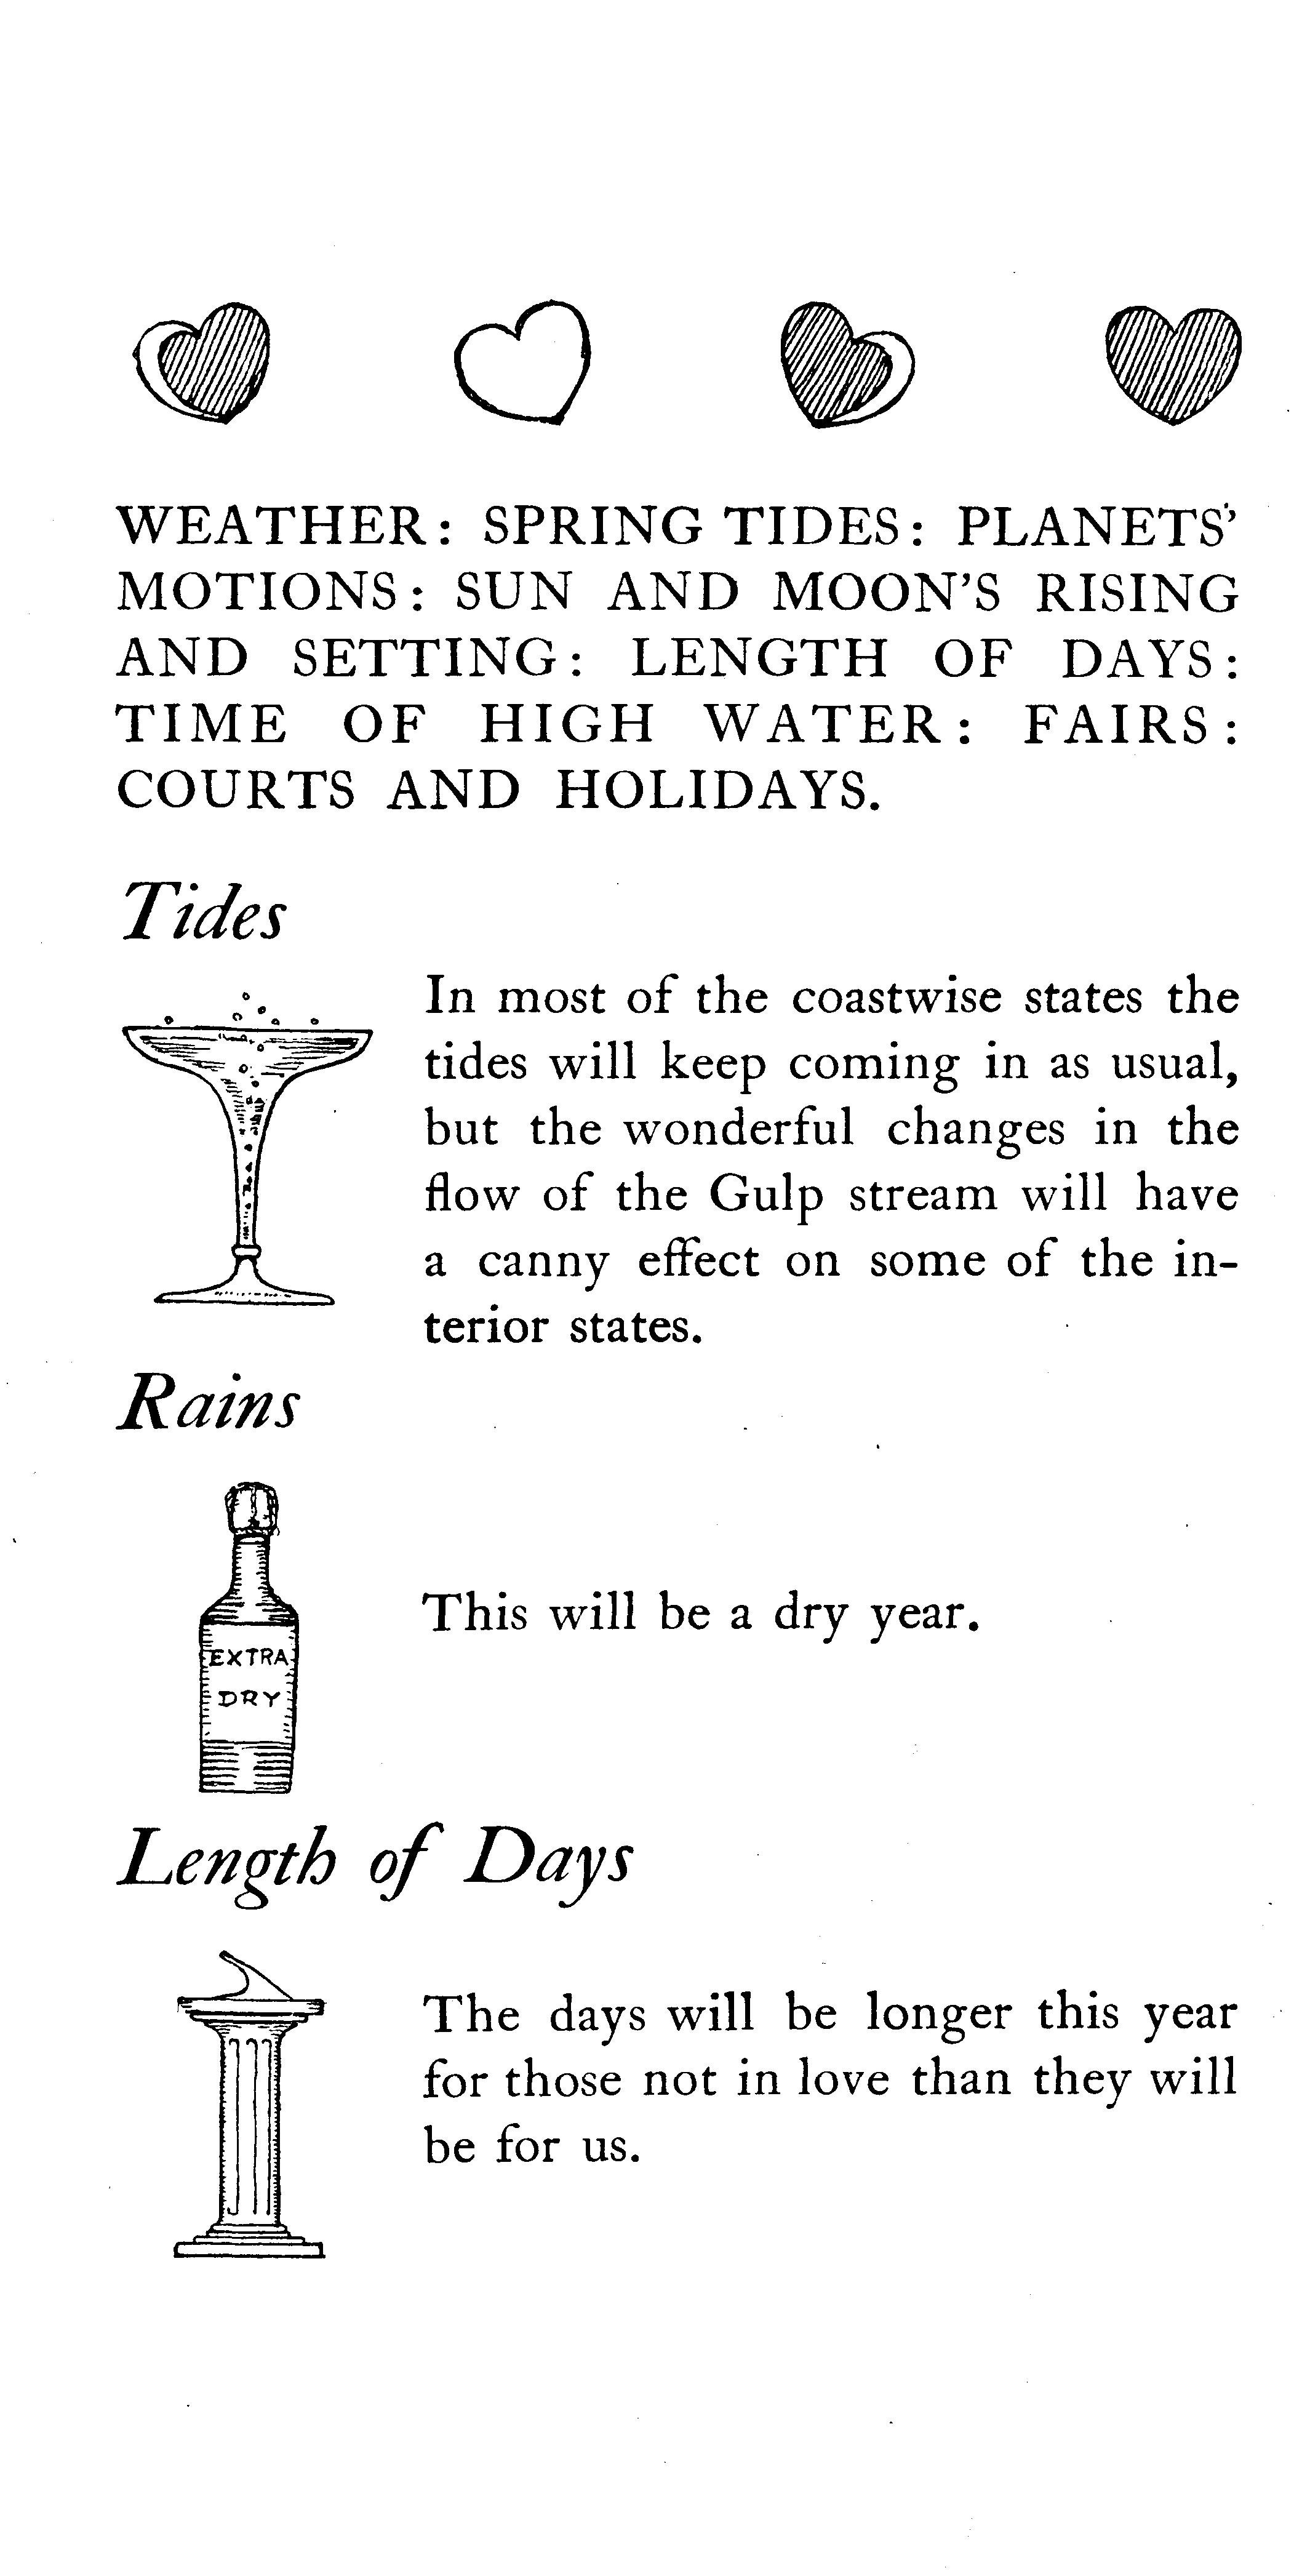 WEATHER: SPRING TIDES: PLANETS'
MOTIONS: SUN AND MOON'S RISING
AND SETTING: LENGTH OF DAYS:
TIME OF HIGH WATER: FAIRS:
COURTS AND HOLIDAYS.
Tides
In most of the coastwise states the
tides will keep coming in as usual,
but the wonderful changes in the
flow of the Gulp stream will have
a canny effect on some of the in-
terior states.
Rains
EXTRA
DRY
This will be a dry year.
Length of Days
The days will be longer this year
for those not in love than they will
be for us.